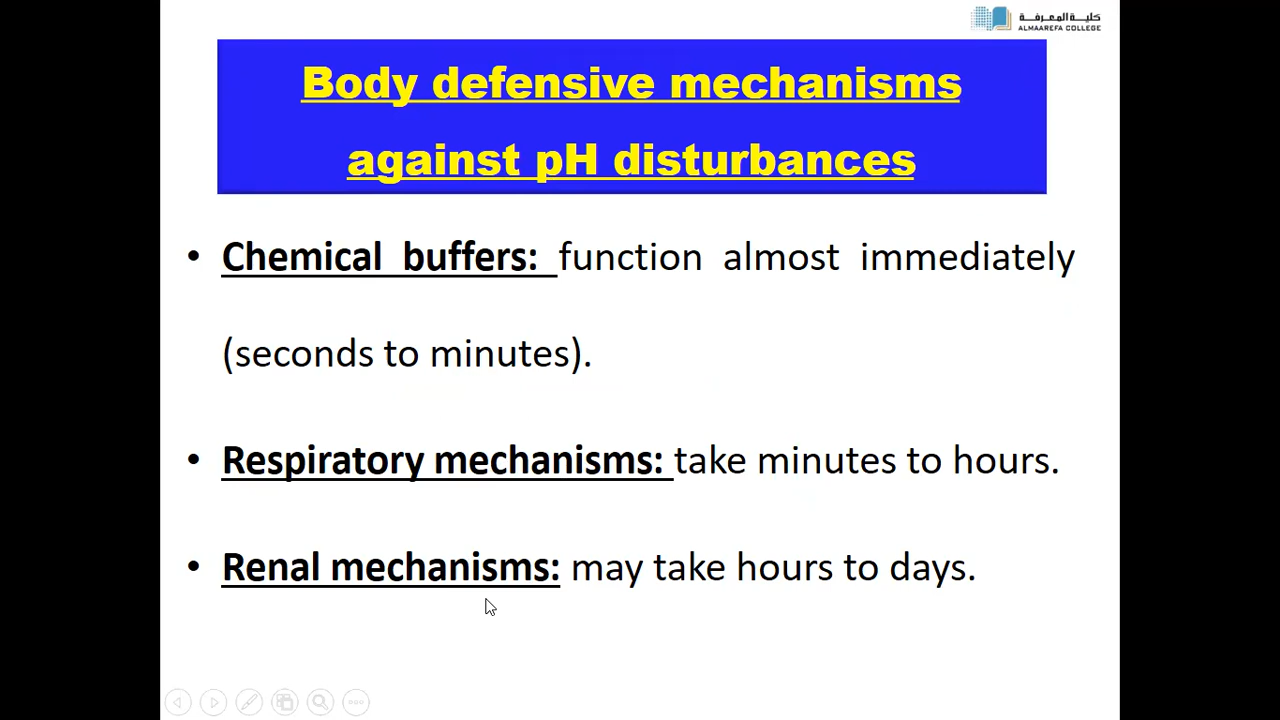 كلية المعرفة
ALMAAREFA COLLEGE
Body defensive mechanisms
against pH disturbances
• Chemical buffers: function almost immediately
(seconds to minutes).
• Respiratory mechanisms: take minutes to hours.
• Renal mechanisms: may take hours to days.